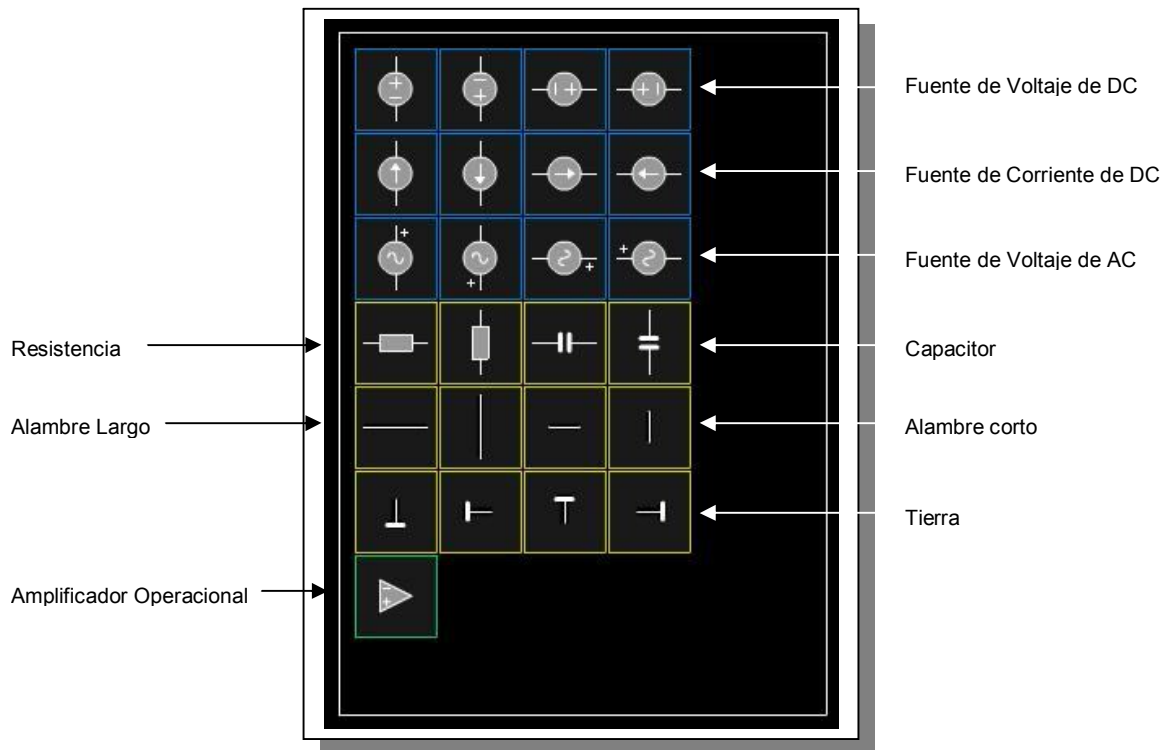 Fuente de Voltaje de DC
Fuente de Corriente de DC
Fuente de Voltaje de AC
Resistencia
Capacitor
Alambre Largo
Alambre corto
Tierra
Amplificador Operacional